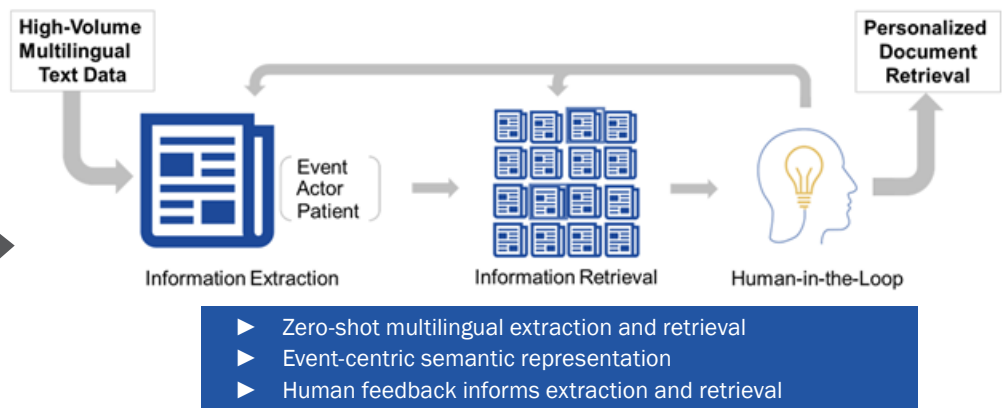 High-Volume
Multilingual
Text Data
Personalized
Document
Retrieval
Event
Actor
Patient
Information Extraction
Information Retrieval
Human-in-the-Loop
► Zero-shot multilingual extraction and retrieval
► Event-centric semantic representation
► Human feedback informs extraction and retrieval